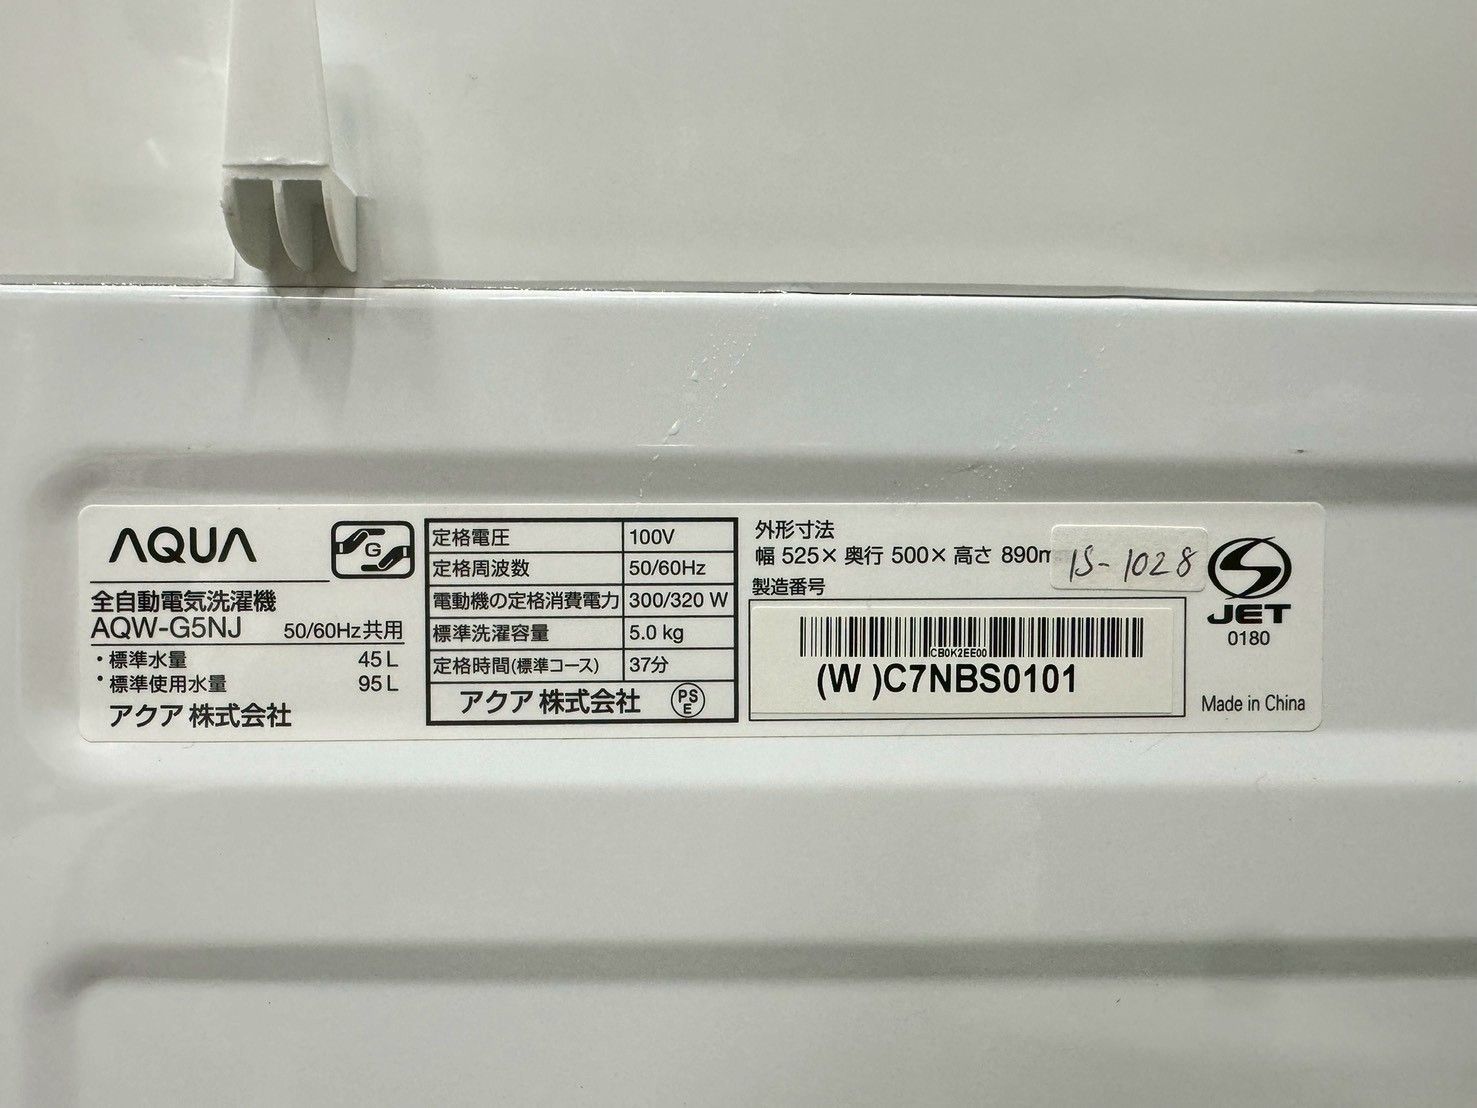 AQUA
G
全自動電気洗濯機
AQW-G5NJ 50/60Hz共用
・標準水量 45L
・標準使用水量 95L
アクア 株式会社
定格電圧 100V
定格周波数 50/60Hz
電動機の定格消費電力 300/320 W
標準洗濯容量 5.0 kg
定格時間(標準コース) 37分
アクア 株式会社 PSE
外形寸法
幅 525×奥行 500×高さ 890m
IS-1028
製造番号
CB0K2EE00
(W )C7NBS0101
JET
0180
Made in China